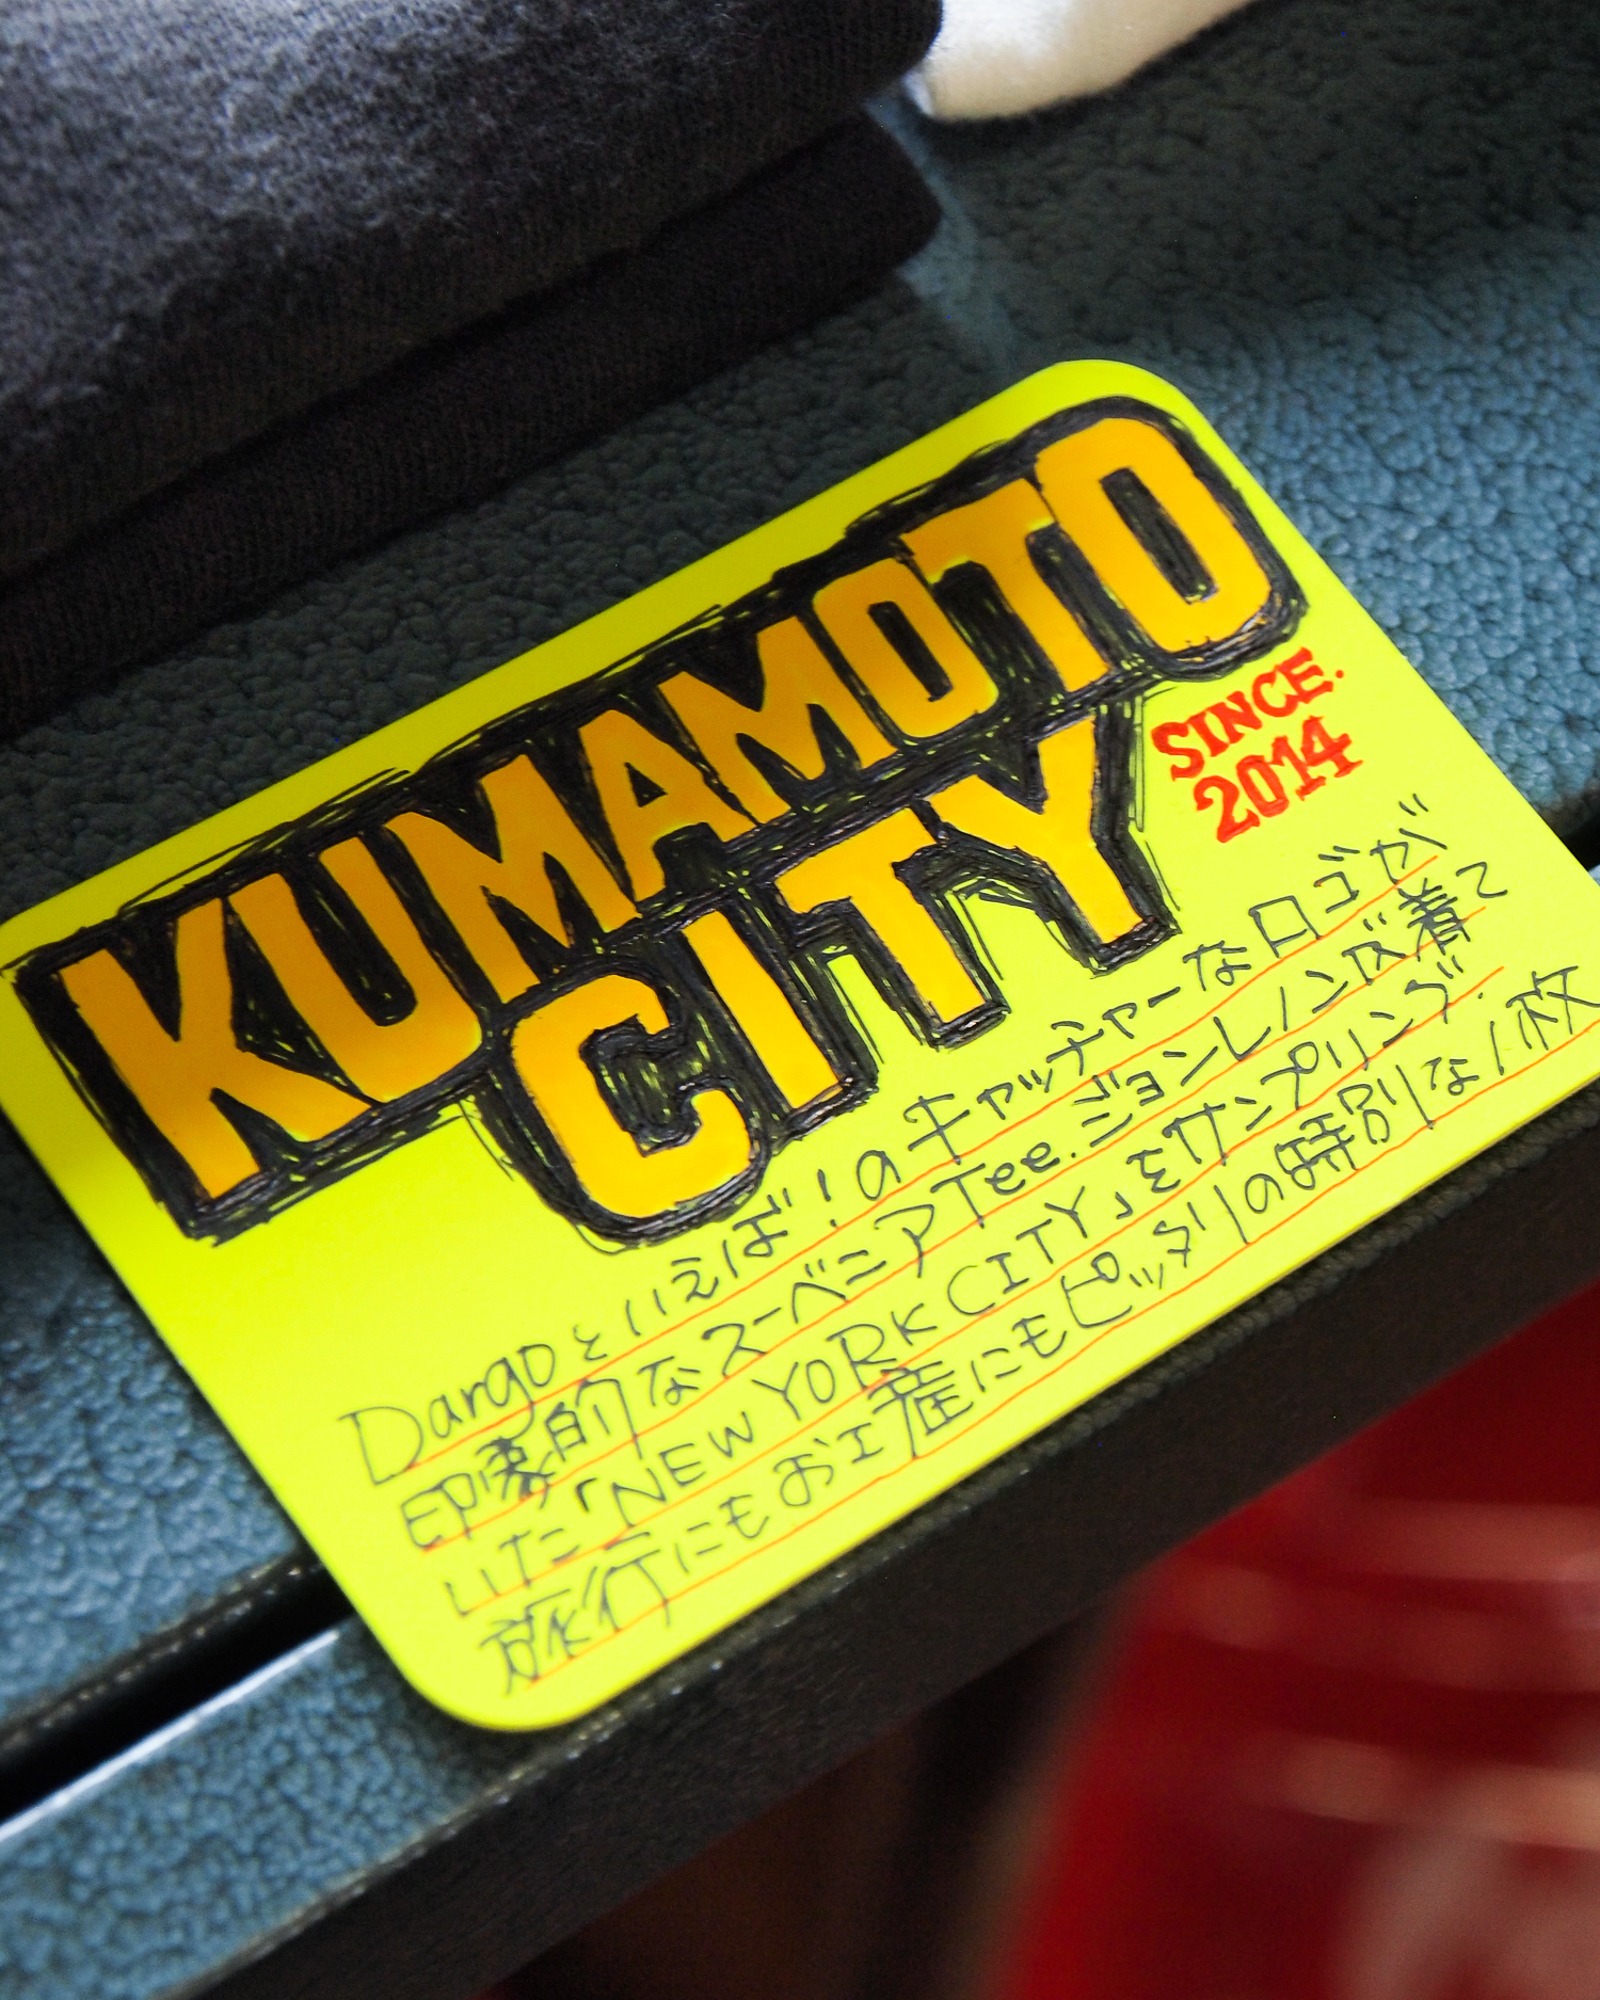 KUMAMOTO
CITY
SINCE.
2014
Dargoといえば!のキャッチャーなロゴが
印象的なスーベニアTee.ジョンレノンが着て
いた「NEW YORK CITY」をサンプリング.
旅行にもお土産にもピッタリの特別な1枚